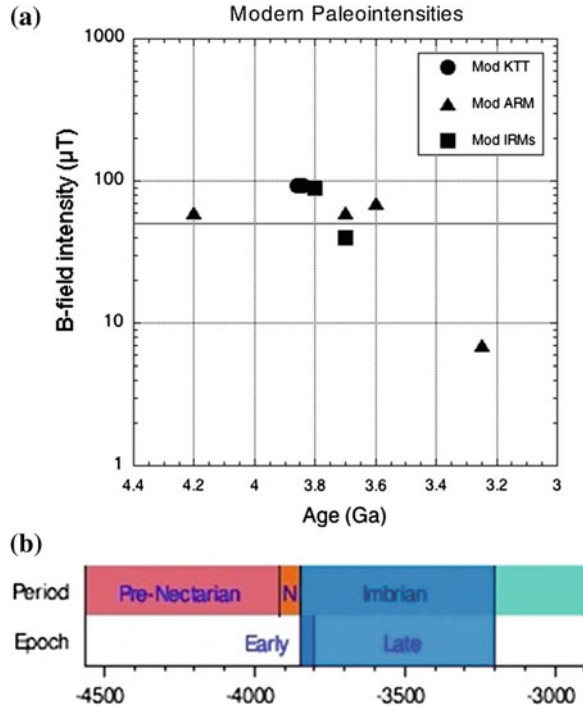 (a)
Modern Paleointensities
B-field intensity (µT)
1000
100
10
1
Mod KTT
Mod ARM
Mod IRMs
4.4 4.2 4 3.8 3.6 3.4 3.2 3
Age (Ga)
(b)
Period Pre-Nectarian N Imbrian
Epoch Early Late
-4500 -4000 -3500 -3000